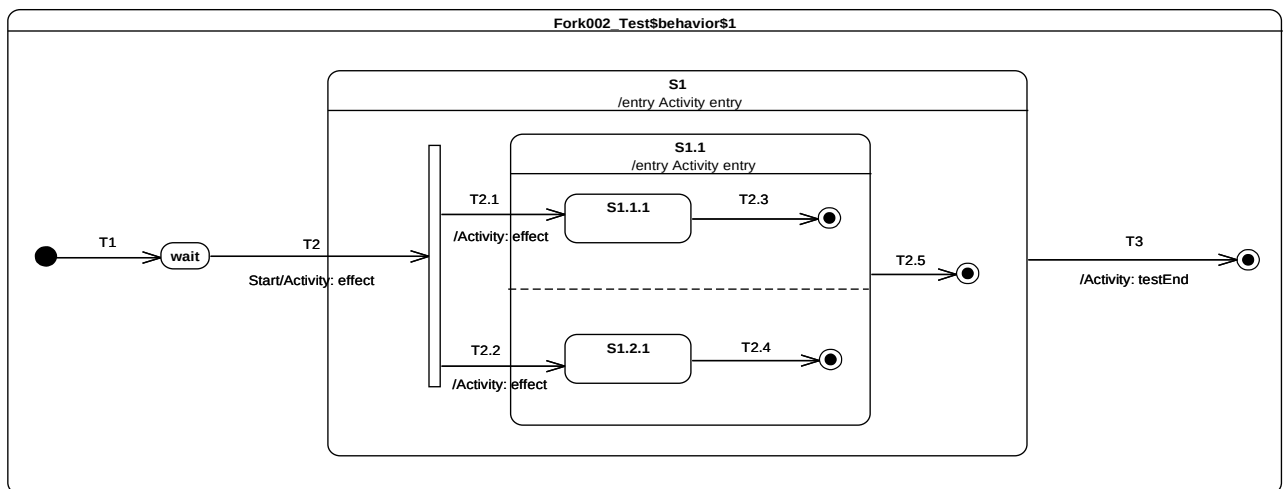 Fork002_Test$behavior$1
S1
/entry Activity entry
S1.1
/entry Activity entry
T2.1
S1.1.1
T2.3
/Activity: effect
T1
wait
T2
Start/Activity: effect
T2.5
T3
/Activity: testEnd
T2.2
S1.2.1
T2.4
/Activity: effect